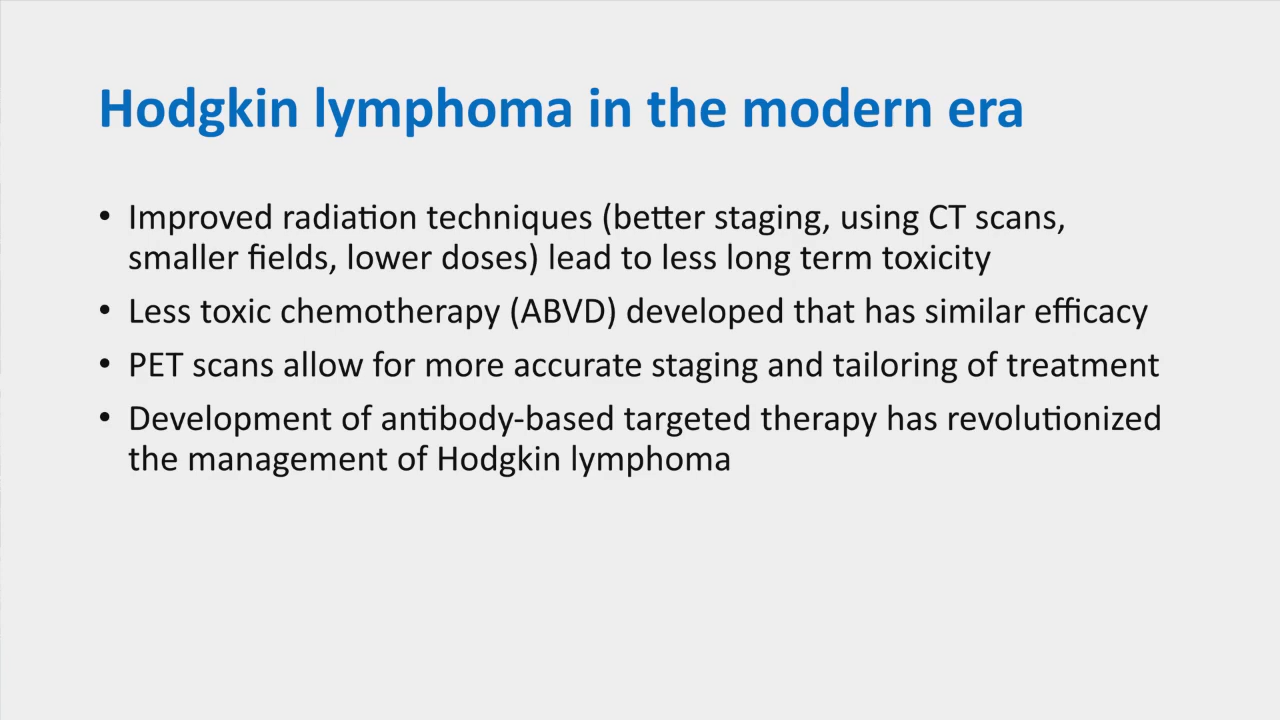 Hodgkin lymphoma in the modern era
• Improved radiation techniques (better staging, using CT scans,
smaller fields, lower doses) lead to less long term toxicity
• Less toxic chemotherapy (ABVD) developed that has similar efficacy
• PET scans allow for more accurate staging and tailoring of treatment
• Development of antibody-based targeted therapy has revolutionized
the management of Hodgkin lymphoma